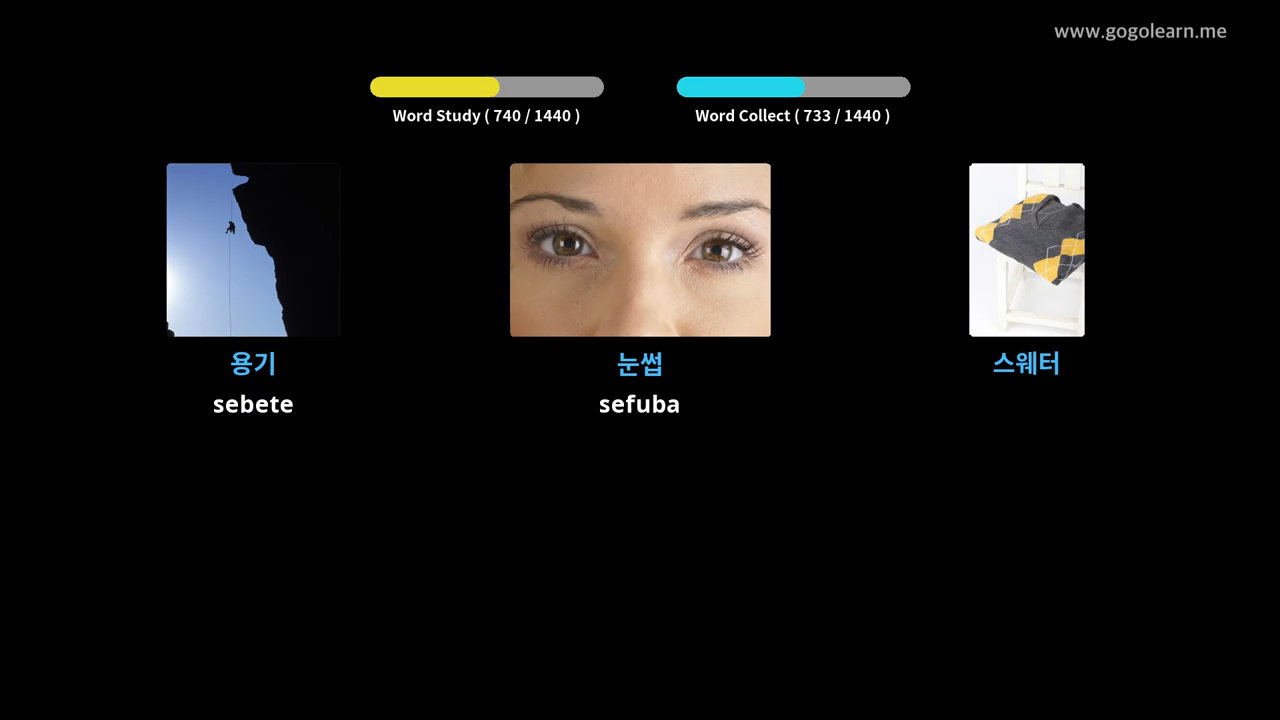 www.gogolearn.me
Word Study ( 740 / 1440 )
Word Collect ( 733 / 1440 )
용기
눈썹
스웨터
sebete
sefuba